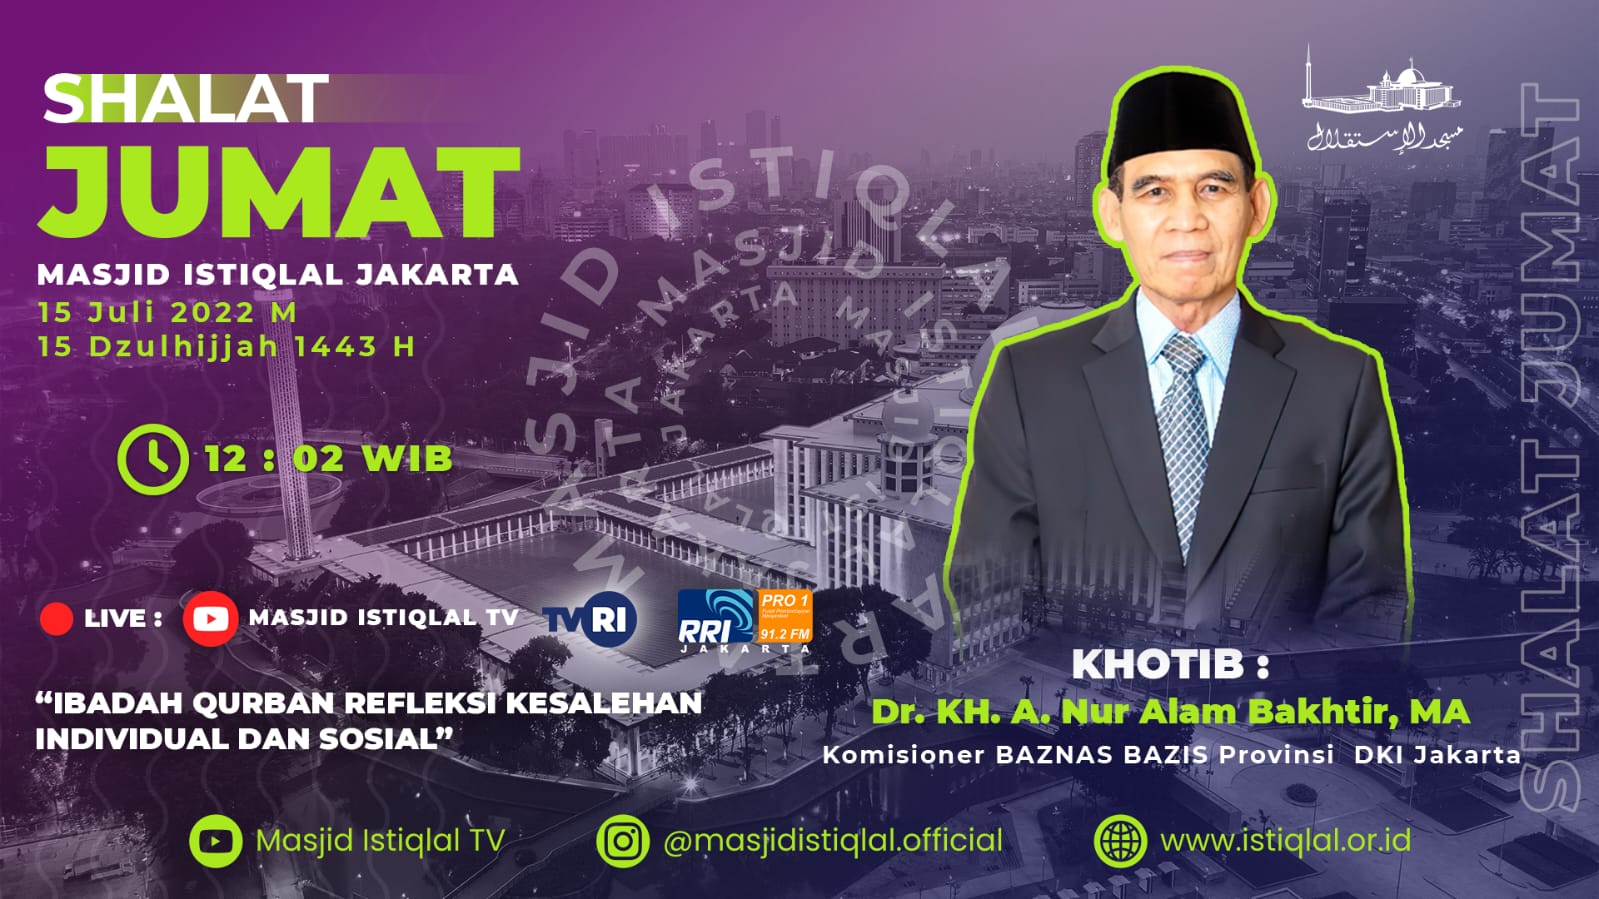 SHALAT
JUMAT
MASJID ISTIQLAL JAKARTA
15 Juli 2022 M
15 Dzulhijjah 1443 H
12 : 02 WIB
LIVE :
MASJID ISTIQLAL TV
TVRI
RRI
JAKARTA
PRO 1
91.2 FM
“IBADAH QURBAN REFLEKSI KESALEHAN
INDIVIDUAL DAN SOSIAL”
مسجد الإستقلال
SHALAT JUMAT
MASJID ISTIQLAL JAKARTA
KHOTIB :
Dr. KH. A. Nur Alam Bakhtir, MA
Komisioner BAZNAS BAZIS Provinsi DKI Jakarta
Masjid Istiqlal TV
@masjidistiqlal.official
www.istiqlal.or.id